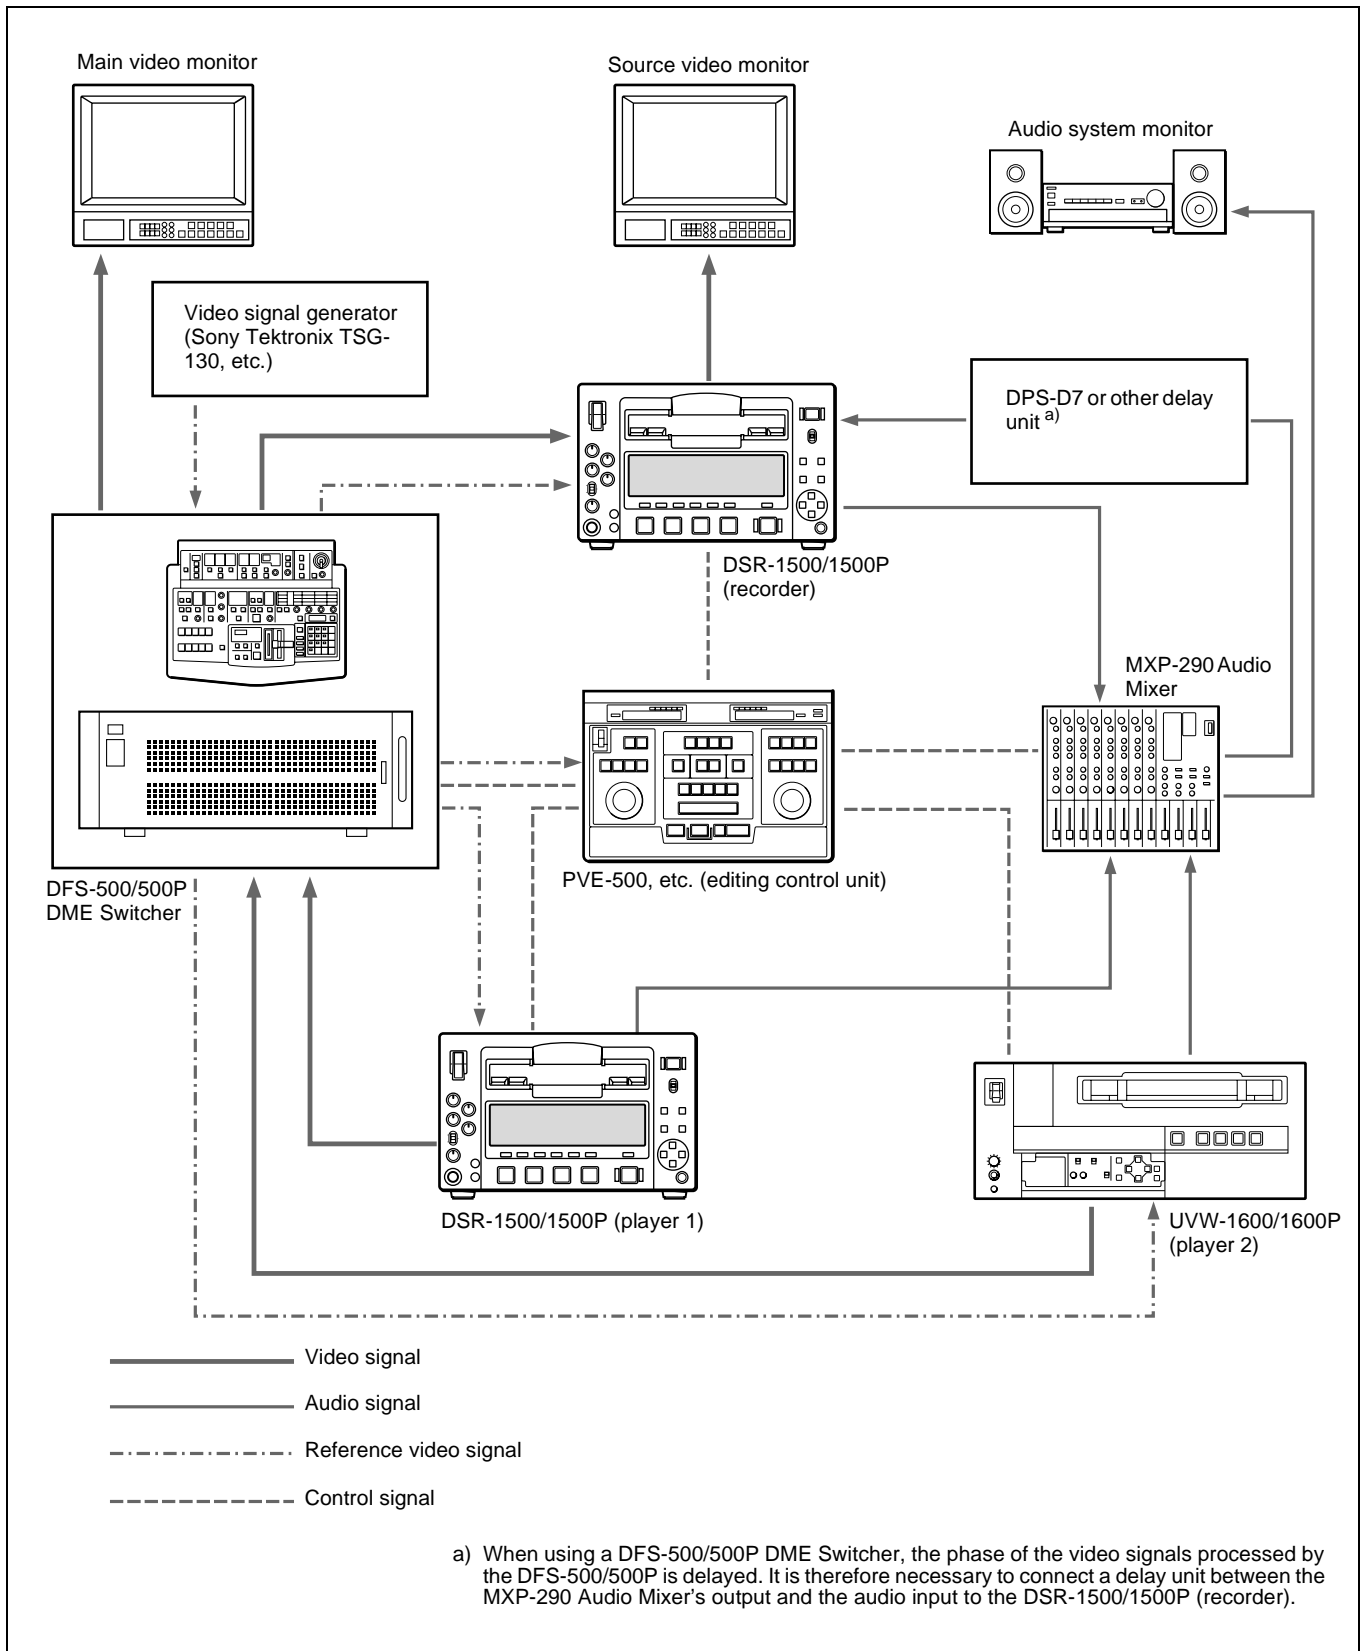 Main video monitor
Source video monitor
Audio system monitor
Video signal generator
(Sony Tektronix TSG-
130, etc.)
DPS-D7 or other delay
unit a)
DSR-1500/1500P
(recorder)
MXP-290 Audio
Mixer
PVE-500, etc. (editing control unit)
DFS-500/500P
DME Switcher
DSR-1500/1500P (player 1)
UVW-1600/1600P
(player 2)
Video signal
Audio signal
Reference video signal
Control signal
a) When using a DFS-500/500P DME Switcher, the phase of the video signals processed by
the DFS-500/500P is delayed. It is therefore necessary to connect a delay unit between the
MXP-290 Audio Mixer's output and the audio input to the DSR-1500/1500P (recorder).